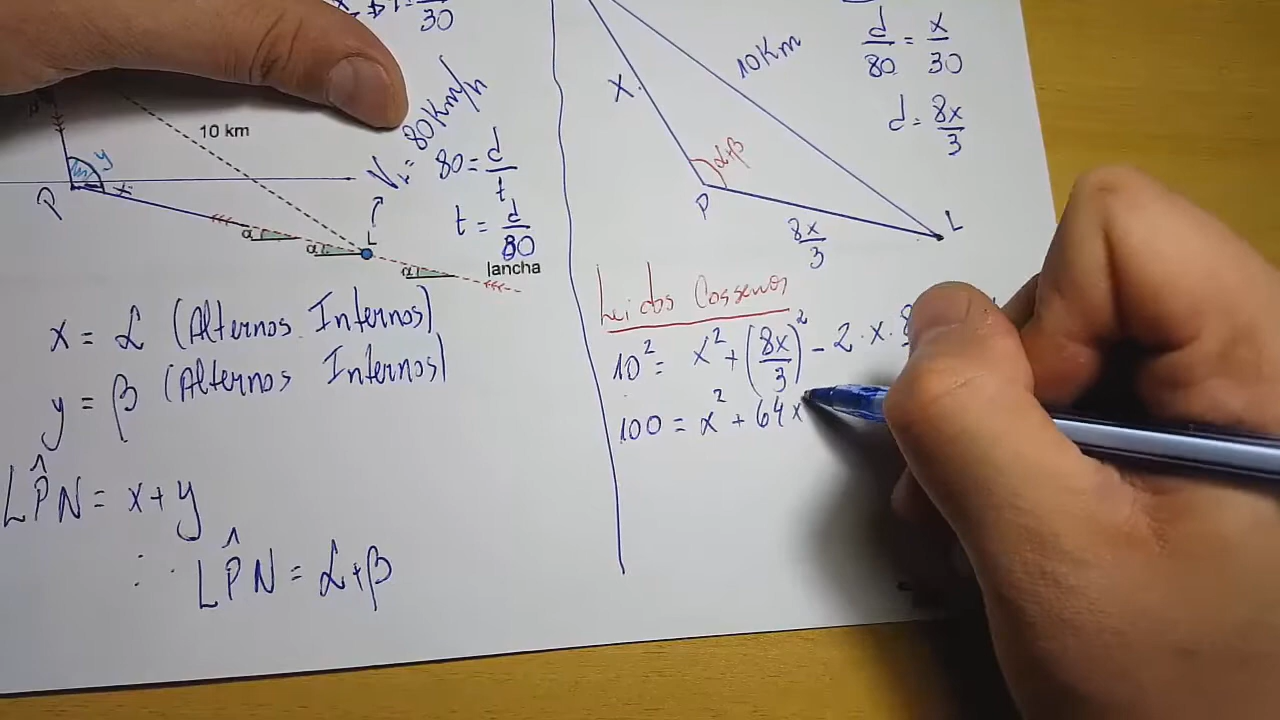 30
10 km
V = 80 Km/h
80 = d/t
t = d/80
y
x
P
α
α
L
α
lancha
x = α (Alternos Internos)
y = β (Alternos Internos)
LP̂N = x + y
∴ LP̂N = α + β
10 Km
d/80 = x/30
d = 8x/3
X
α+β
P
L
8x/3
Lei dos Cossenos
10² = x² + (8x/3)² - 2 · x ·
100 = x² + 64x